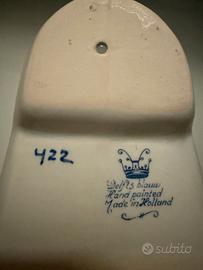 422
Delfts blauw
Hand painted
Made in Holland
subito